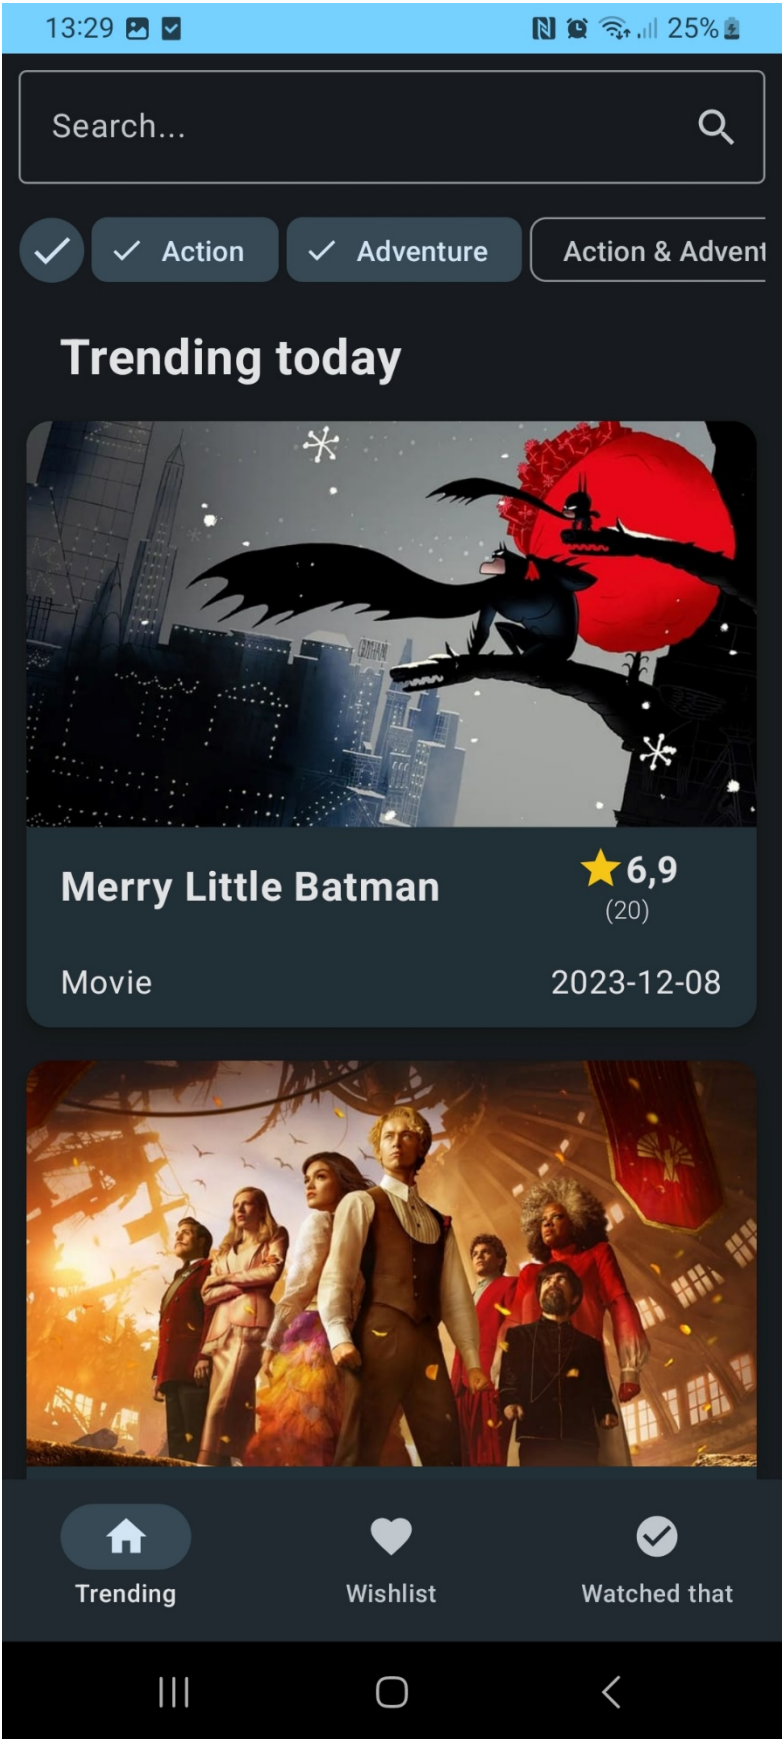 13:29
25%
Search...
Action
Adventure
Action & Advent
Trending today
GOTHAM
Merry Little Batman
6,9
(20)
Movie
2023-12-08
Trending
Wishlist
Watched that